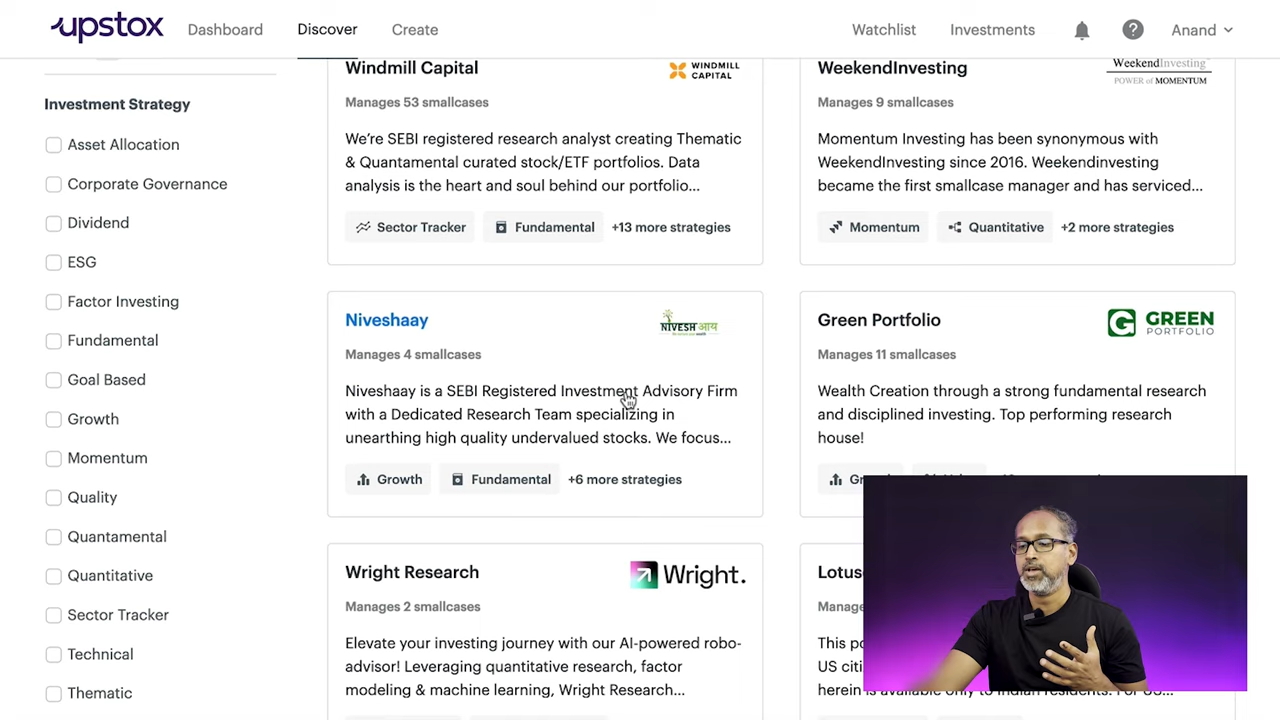 upstox
Dashboard
Discover
Create
Watchlist
Investments
Anand
Investment Strategy
Asset Allocation
Corporate Governance
Dividend
ESG
Factor Investing
Fundamental
Goal Based
Growth
Momentum
Quality
Quantamental
Quantitative
Sector Tracker
Technical
Thematic
Windmill Capital
WINDMILL
CAPITAL
Manages 53 smallcases
We're SEBI registered research analyst creating Thematic
& Quantamental curated stock/ETF portfolios. Data
analysis is the heart and soul behind our portfolio...
Sector Tracker
Fundamental
+13 more strategies
WeekendInvesting
WeekendInvesting
POWER of MOMENTUM
Manages 9 smallcases
Momentum Investing has been synonymous with
WeekendInvesting since 2016. Weekendinvesting
became the first smallcase manager and has serviced...
Momentum
Quantitative
+2 more strategies
Niveshaay
NIVESHआय
Manages 4 smallcases
Niveshaay is a SEBI Registered Investment Advisory Firm
with a Dedicated Research Team specializing in
unearthing high quality undervalued stocks. We focus...
Growth
Fundamental
+6 more strategies
Green Portfolio
G GREEN
PORTFOLIO
Manages 11 smallcases
Wealth Creation through a strong fundamental research
and disciplined investing. Top performing research
house!
Wright Research
Wright.
Manages 2 smallcases
Elevate your investing journey with our AI-powered robo-
advisor! Leveraging quantitative research, factor
modeling & machine learning, Wright Research...
Lotus
Manage
This po
US citi
herein is available only to Indian residents. For US...